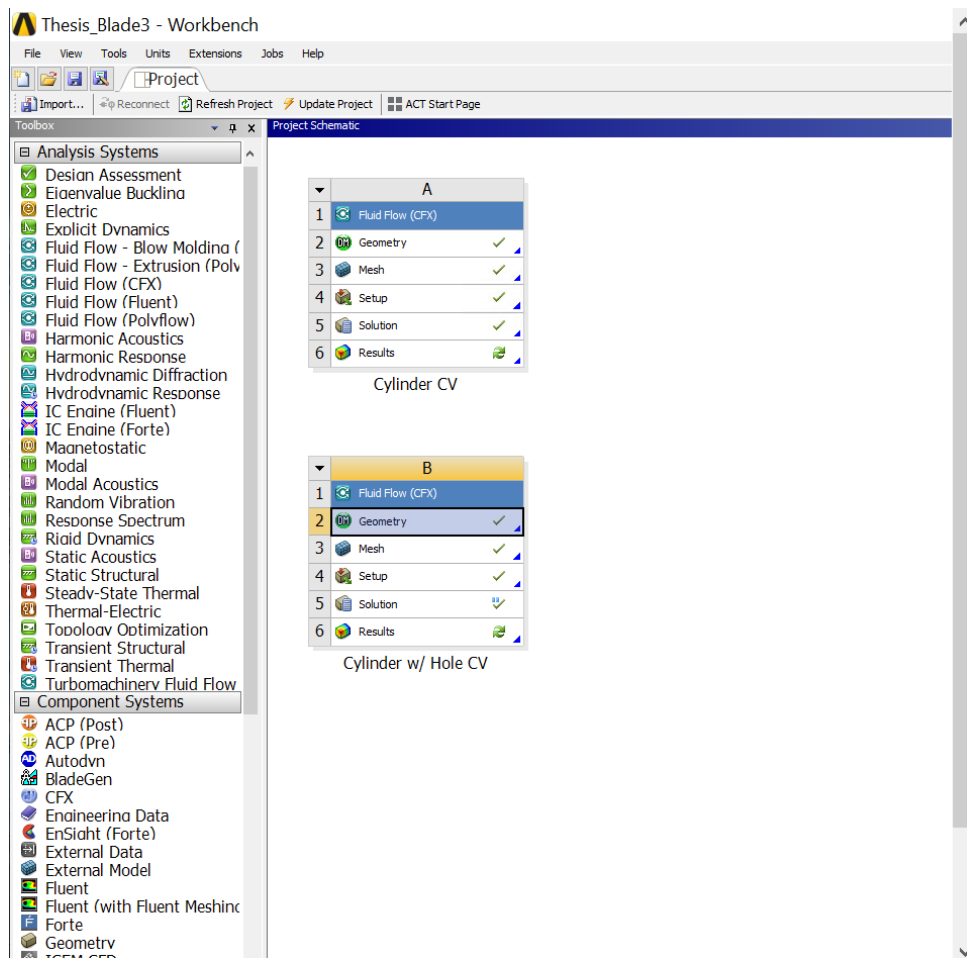 Thesis_Blade3 - Workbench
File View Tools Units Extensions Jobs Help
Project
Import... Reconnect Refresh Project Update Project ACT Start Page
Toolbox
Project Schematic
Analysis Systems
Design Assessment
Eigenvalue Buckling
Electric
Explicit Dynamics
Fluid Flow - Blow Molding (
Fluid Flow - Extrusion (Poly
Fluid Flow (CFX)
Fluid Flow (Fluent)
Fluid Flow (Polyflow)
Harmonic Acoustics
Harmonic Response
Hydrodynamic Diffraction
Hydrodynamic Response
IC Engine (Fluent)
IC Engine (Forte)
Magnetostatic
Modal
Modal Acoustics
Random Vibration
Response Spectrum
Rigid Dynamics
Static Acoustics
Static Structural
Steady-State Thermal
Thermal-Electric
Topology Optimization
Transient Structural
Transient Thermal
Turbomachinery Fluid Flow
Component Systems
ACP (Post)
ACP (Pre)
Autodyn
BladeGen
CFX
Engineering Data
EnSight (Forte)
External Data
External Model
Fluent
Fluent (with Fluent Meshing
Forte
Geometry
ICEM CFD
A
1 Fluid Flow (CFX)
2 Geometry
3 Mesh
4 Setup
5 Solution
6 Results
Cylinder CV
B
1 Fluid Flow (CFX)
2 Geometry
3 Mesh
4 Setup
5 Solution
6 Results
Cylinder w/ Hole CV